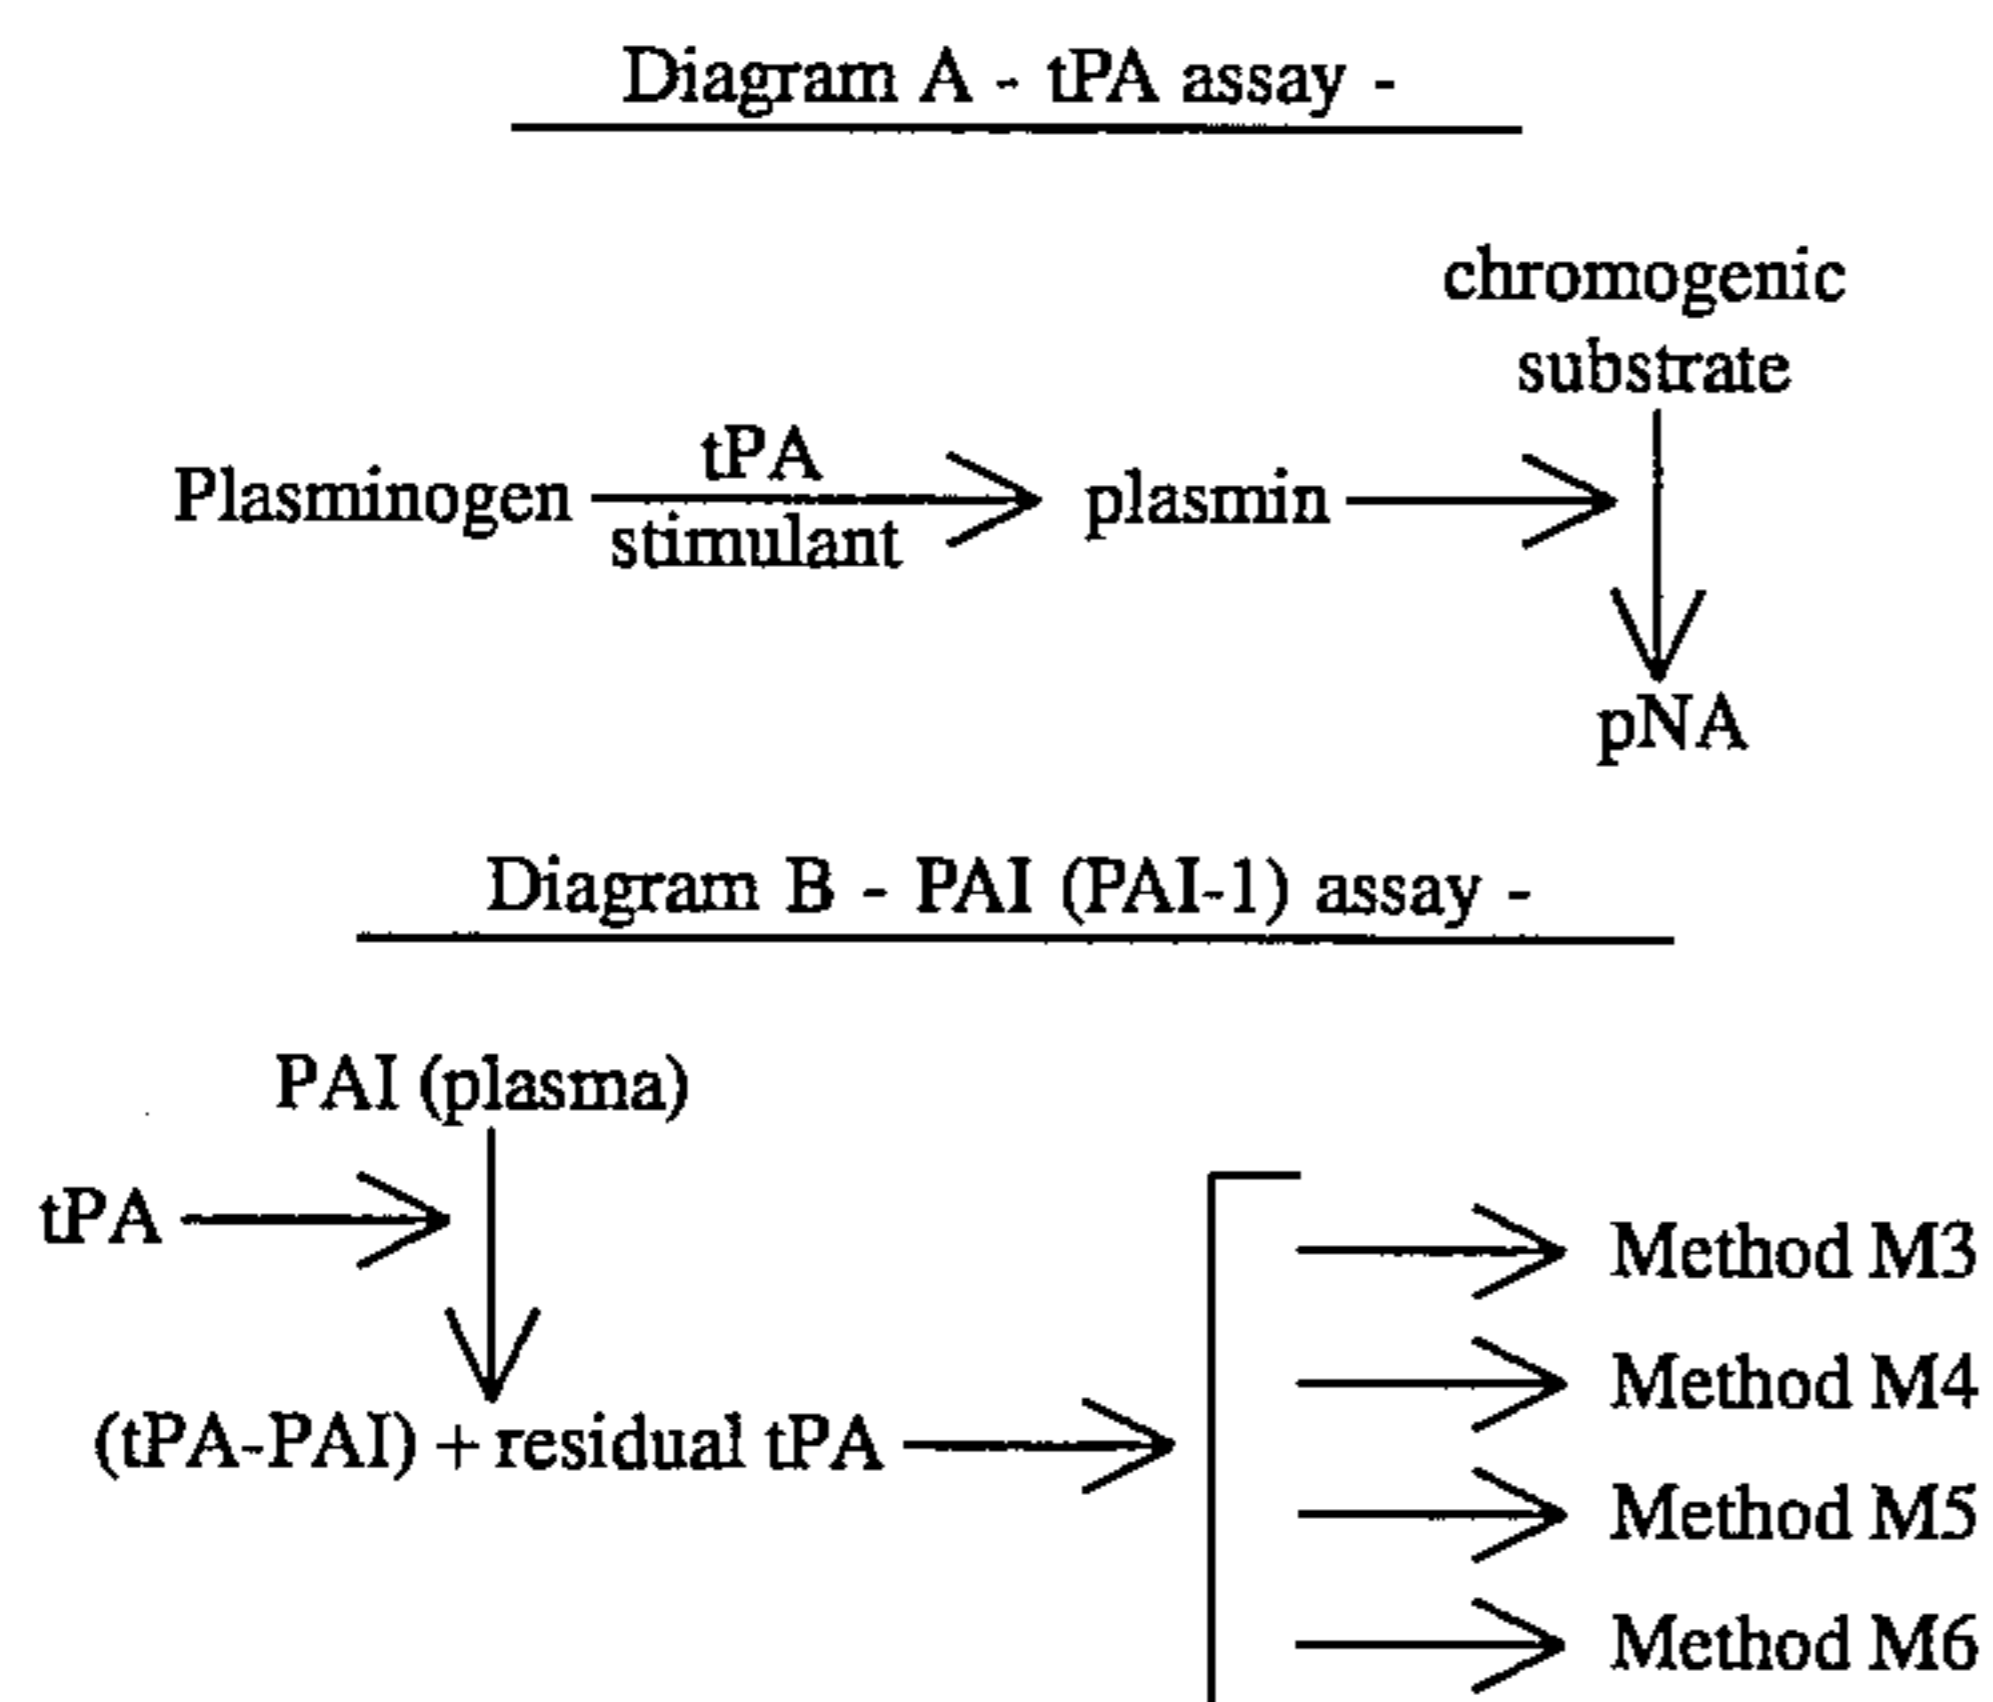 Diagram A - tPA assay -
chromogenic
substrate
tPA
Plasminogen
stimulant
plasmin
pNA
Diagram B - PAI (PAI-1) assay -
PAI (plasma)
tPA
(tPA-PAI) + residual tPA
Method M3
Method M4
Method M5
Method M6